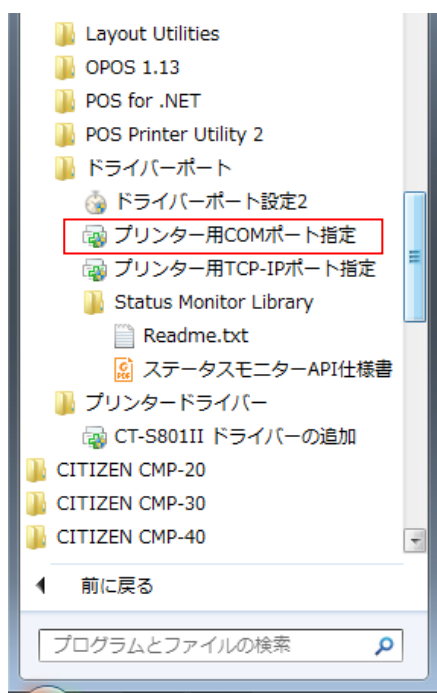 Layout Utilities
OPOS 1.13
POS for .NET
POS Printer Utility 2
ドライバーポート
ドライバーポート設定2
プリンター用COMポート指定
プリンター用TCP-IPポート指定
Status Monitor Library
Readme.txt
ステータスモニターAPI仕様書
プリンタードライバー
CT-S801II ドライバーの追加
CITIZEN CMP-20
CITIZEN CMP-30
CITIZEN CMP-40
前に戻る
プログラムとファイルの検索